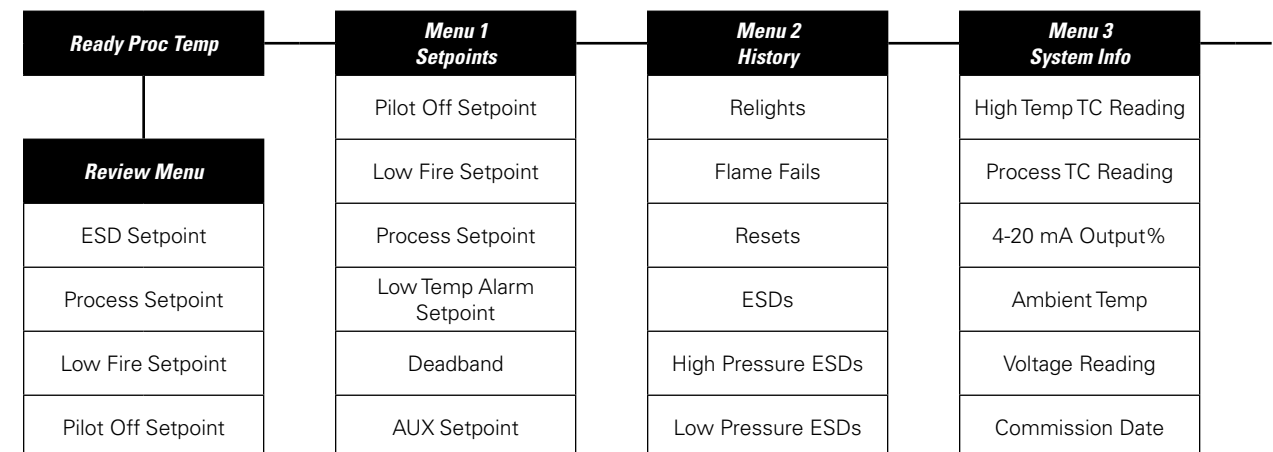 Ready Proc Temp
Review Menu
ESD Setpoint
Process Setpoint
Low Fire Setpoint
Pilot Off Setpoint
Menu 1
Setpoints
Pilot Off Setpoint
Low Fire Setpoint
Process Setpoint
Low Temp Alarm
Setpoint
Deadband
AUX Setpoint
Menu 2
History
Relights
Flame Fails
Resets
ESDs
High Pressure ESDs
Low Pressure ESDs
Menu 3
System Info
High Temp TC Reading
Process TC Reading
4-20 mA Output%
Ambient Temp
Voltage Reading
Commission Date